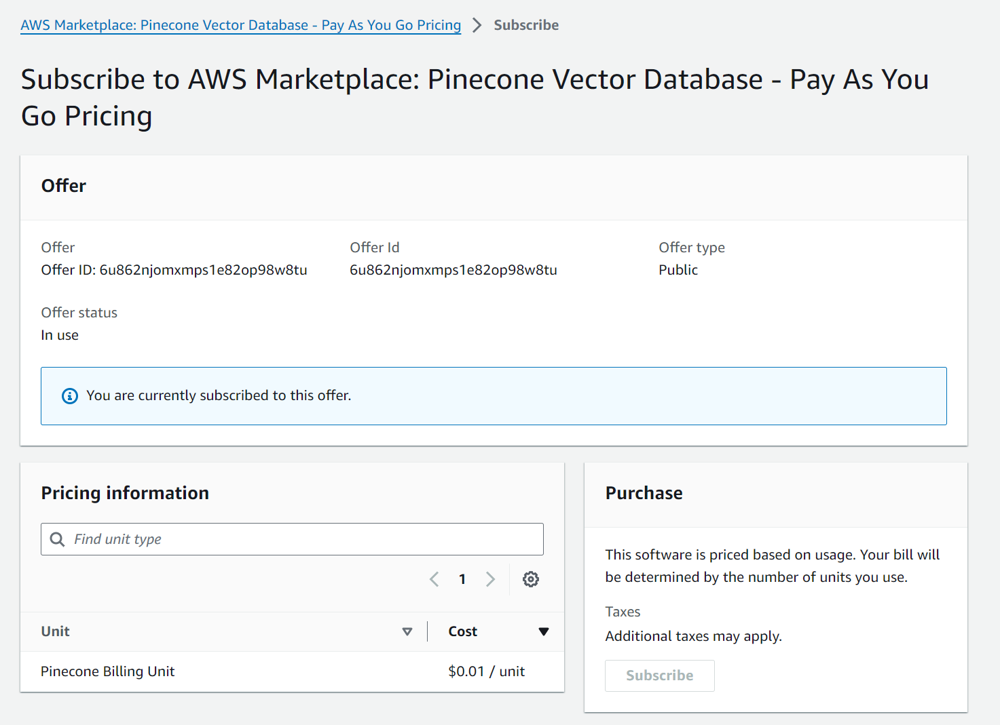 AWS Marketplace: Pinecone Vector Database - Pay As You Go Pricing > Subscribe
Subscribe to AWS Marketplace: Pinecone Vector Database - Pay As You
Go Pricing
Offer
Offer Offer Id Offer type
Offer ID: 6u862njomxmps1e82op98w8tu 6u862njomxmps1e82op98w8tu Public
Offer status
In use
You are currently subscribed to this offer.
Pricing information
Find unit type
1
Unit Cost
Pinecone Billing Unit $0.01 / unit
Purchase
This software is priced based on usage. Your bill will
be determined by the number of units you use.
Taxes
Additional taxes may apply.
Subscribe